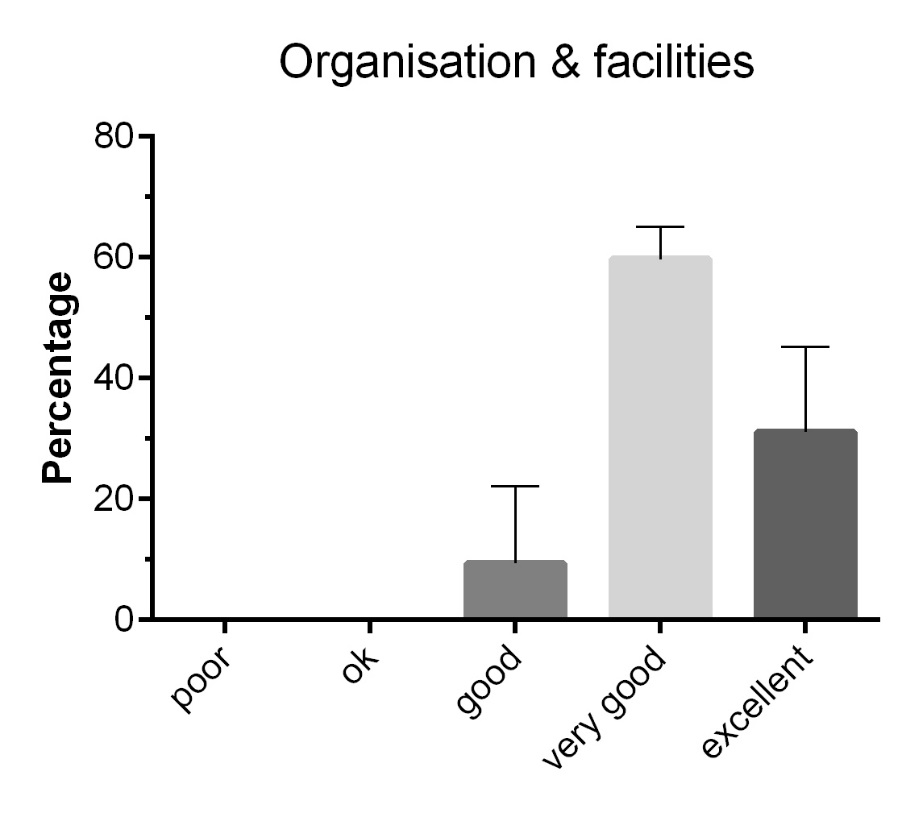 Organisation & facilities
Percentage
80
60
40
20
0
poor
ok
good
very good
excellent